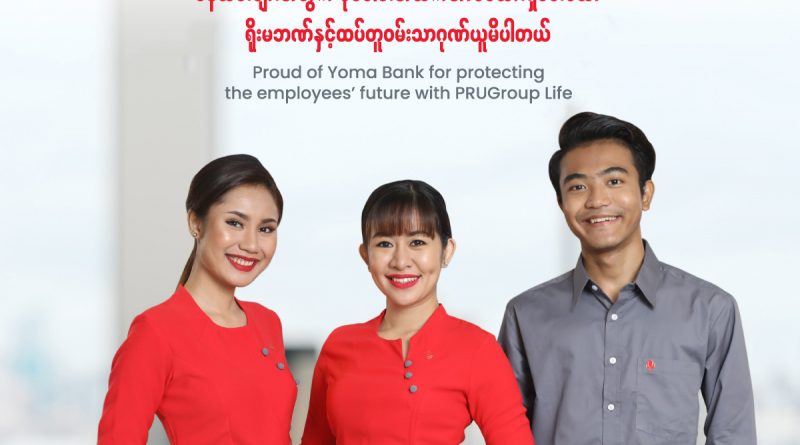 ရိုးမဘဏ်နှင့်ထပ်တူဝမ်းသာဂုဏ်ယူမိပါတယ်
Proud of Yoma Bank for protecting
the employees’ future with PRUGroup Life